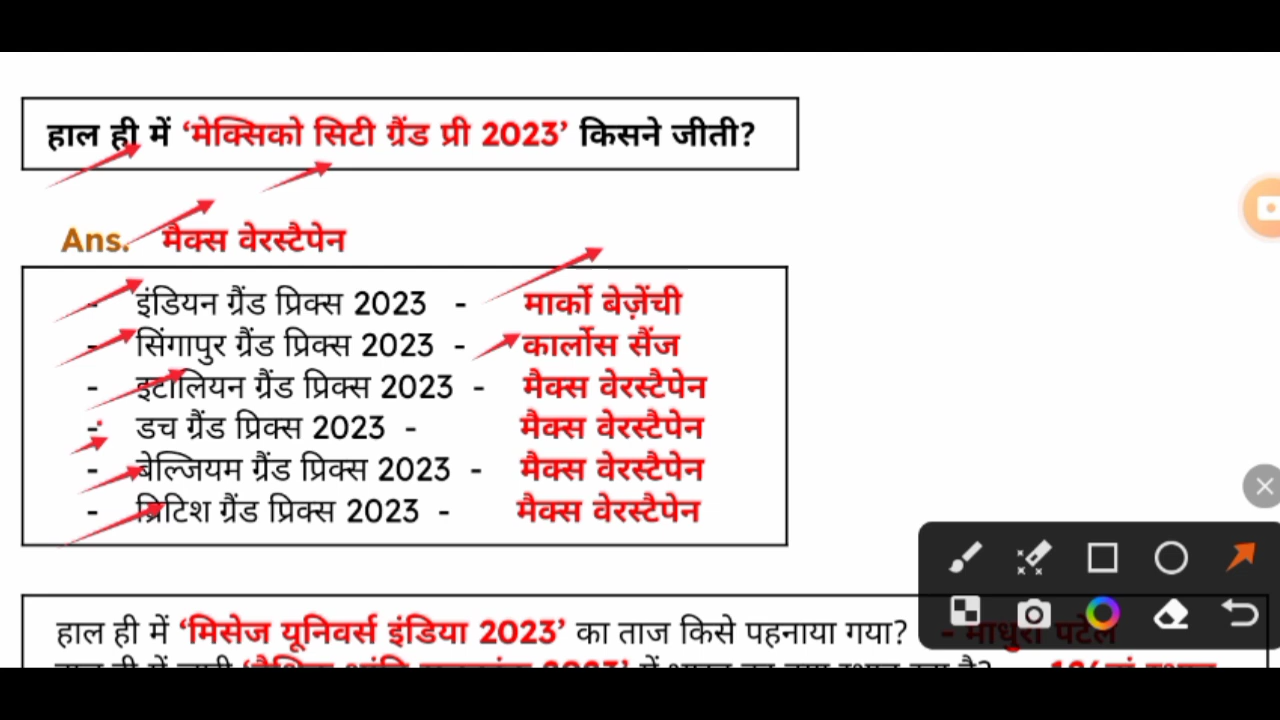 हाल ही में ‘मेक्सिको सिटी ग्रैंड प्री 2023’ किसने जीती?
Ans. मैक्स वेरस्टैपेन
- इंडियन ग्रैंड प्रिक्स 2023 - मार्को बेज़ेंची
- सिंगापुर ग्रैंड प्रिक्स 2023 - कार्लोस सैंज
- इटालियन ग्रैंड प्रिक्स 2023 - मैक्स वेरस्टैपेन
- डच ग्रैंड प्रिक्स 2023 - मैक्स वेरस्टैपेन
- बेल्जियम ग्रैंड प्रिक्स 2023 - मैक्स वेरस्टैपेन
- ब्रिटिश ग्रैंड प्रिक्स 2023 - मैक्स वेरस्टैपेन
हाल ही में ‘मिसेज यूनिवर्स इंडिया 2023’ का ताज किसे पहनाया गया? - माधुरी पटेल